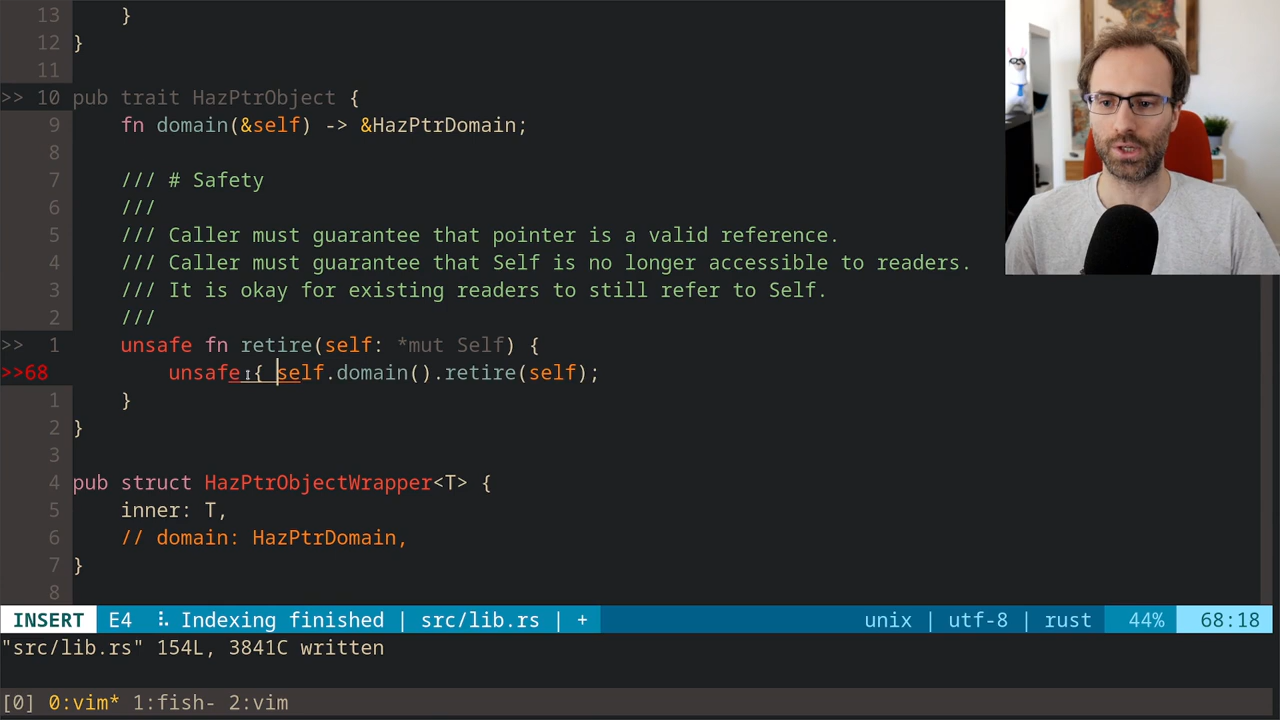 13 }
12 }
11
>> 10 pub trait HazPtrObject {
9 fn domain(&self) -> &HazPtrDomain;
8
7 /// # Safety
6 ///
5 /// Caller must guarantee that pointer is a valid reference.
4 /// Caller must guarantee that Self is no longer accessible to readers.
3 /// It is okay for existing readers to still refer to Self.
2 ///
>> 1 unsafe fn retire(self: *mut Self) {
>>68 unsafe { self.domain().retire(self);
1 }
2 }
3
4 pub struct HazPtrObjectWrapper<T> {
5 inner: T,
6 // domain: HazPtrDomain,
7 }
8
INSERT E4 ⠸ Indexing finished | src/lib.rs | + unix | utf-8 | rust 44% 68:18
"src/lib.rs" 154L, 3841C written
[0] 0:vim* 1:fish- 2:vim